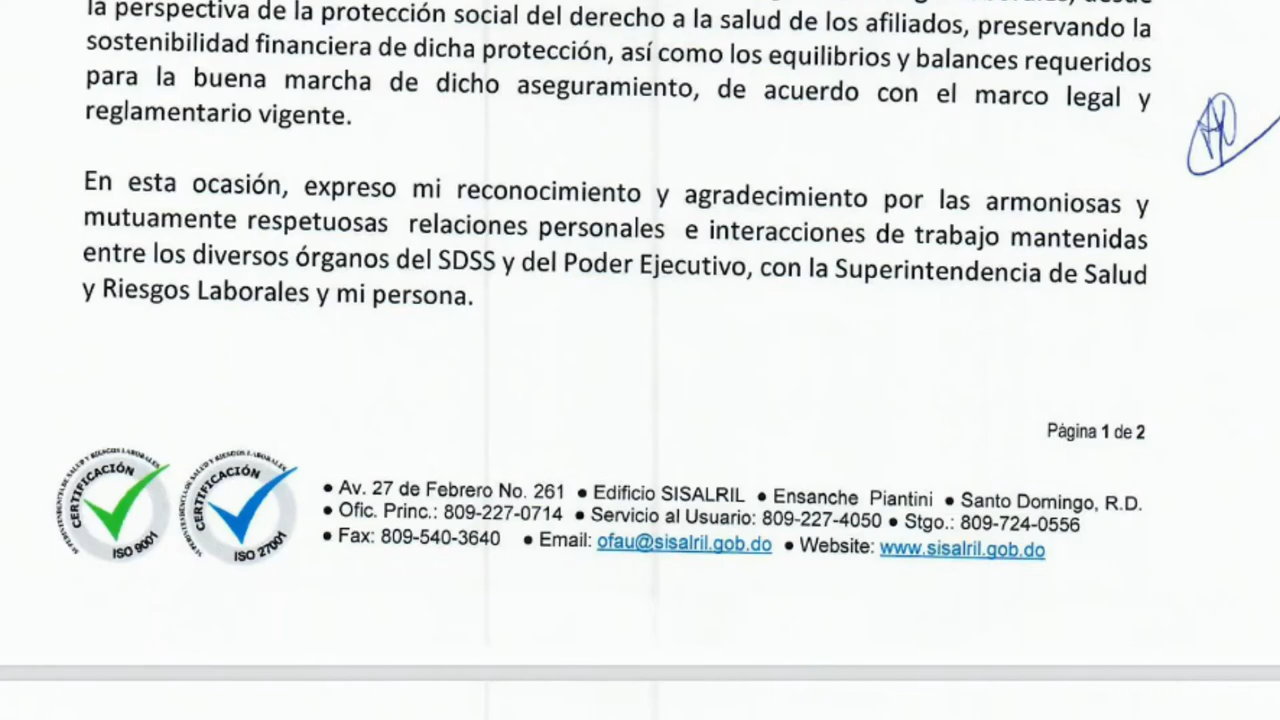 la perspectiva de la protección social del derecho a la salud de los afiliados, preservando la
sostenibilidad financiera de dicha protección, así como los equilibrios y balances requeridos
para la buena marcha de dicho aseguramiento, de acuerdo con el marco legal y
reglamentario vigente.
En esta ocasión, expreso mi reconocimiento y agradecimiento por las armoniosas y
mutuamente respetuosas relaciones personales e interacciones de trabajo mantenidas
entre los diversos órganos del SDSS y del Poder Ejecutivo, con la Superintendencia de Salud
y Riesgos Laborales y mi persona.
Página 1 de 2
CERTIFICACIÓN
ISO 9001
CERTIFICACIÓN
ISO 27001
• Av. 27 de Febrero No. 261 • Edificio SISALRIL • Ensanche Piantini • Santo Domingo, R.D.
• Ofic. Princ.: 809-227-0714 • Servicio al Usuario: 809-227-4050 • Stgo.: 809-724-0556
• Fax: 809-540-3640 • Email: ofau@sisalril.gob.do • Website: www.sisalril.gob.do